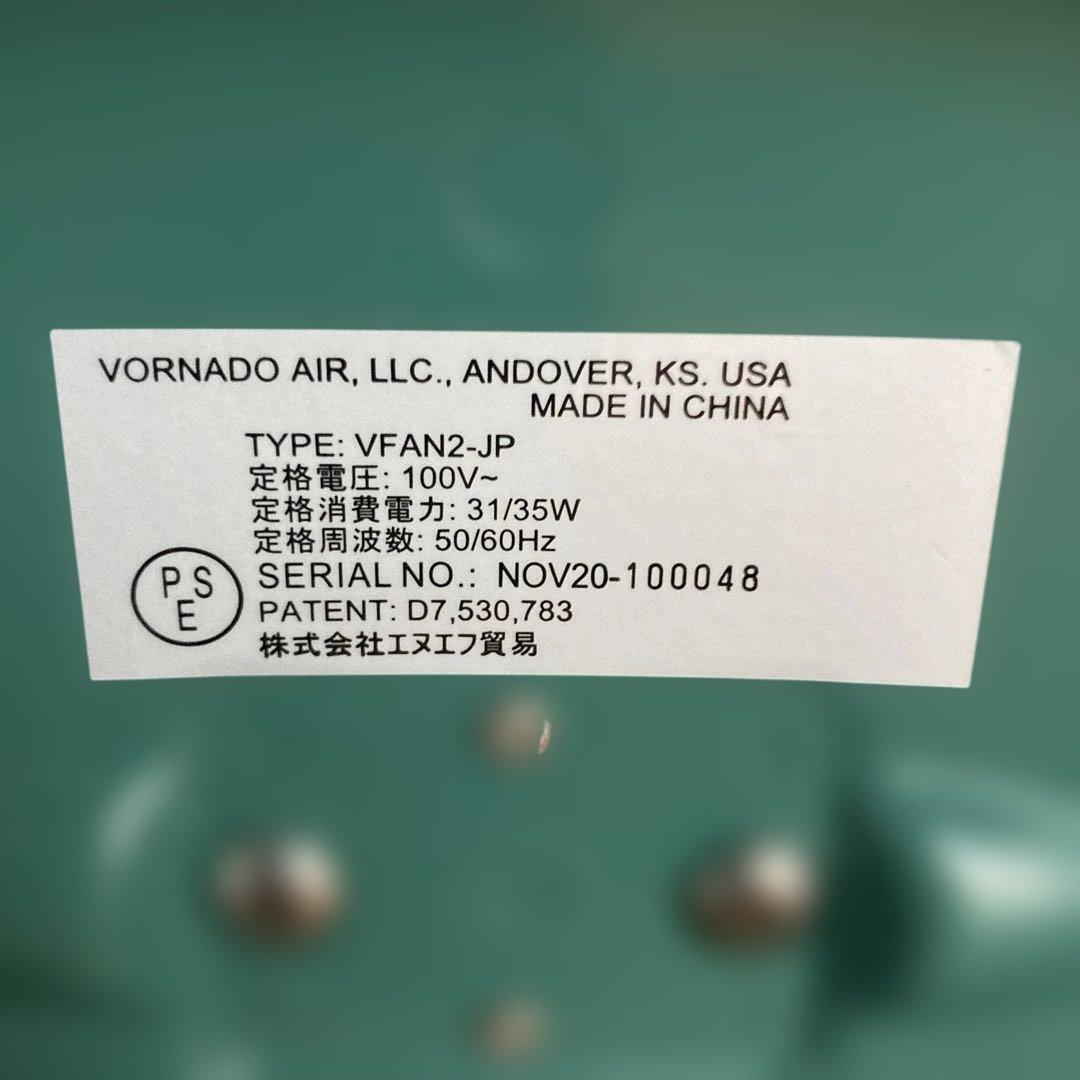 VORNADO AIR, LLC., ANDOVER, KS. USA
MADE IN CHINA
TYPE: VFAN2-JP
定格電圧: 100V~
定格消費電力: 31/35W
定格周波数: 50/60Hz
SERIAL NO.: NOV20-100048
PATENT: D7,530,783
株式会社エヌエフ貿易
PSE